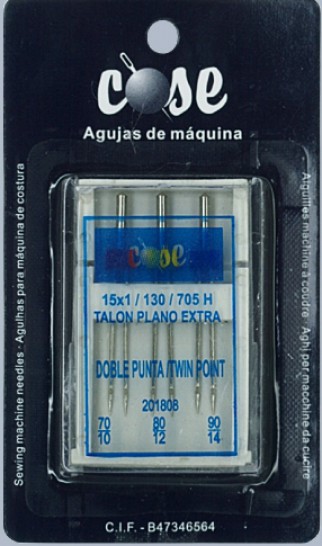 cose
Agujas de máquina
Sewing machine needles - Agulhas para máquina de costura
Aiguilles machine à coudre - Aghi per macchine da cucire
cose
15x1 / 130 / 705 H
TALON PLANO EXTRA
DOBLE PUNTA/TWIN POINT
201808
70 80 90
10 12 14
C.I.F. - B47346564